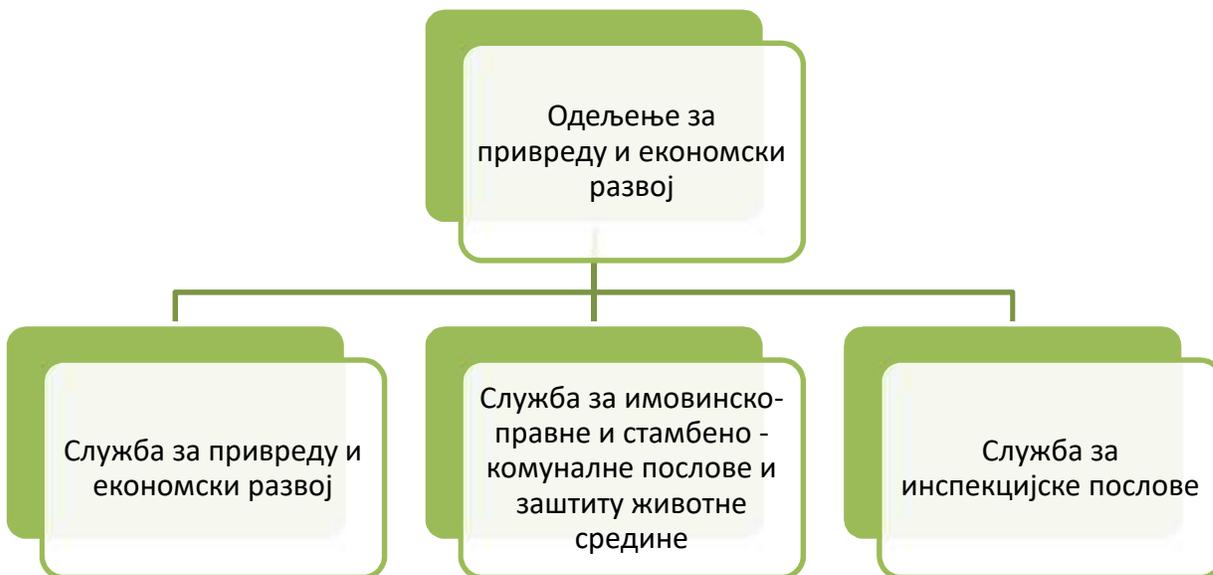 Одељење за
привреду и економски
развој
Служба за привреду и
економски развој
Служба за имовинско-
правне и стамбено -
комуналне послове и
заштиту животне
средине
Служба за
инспекцијске послове